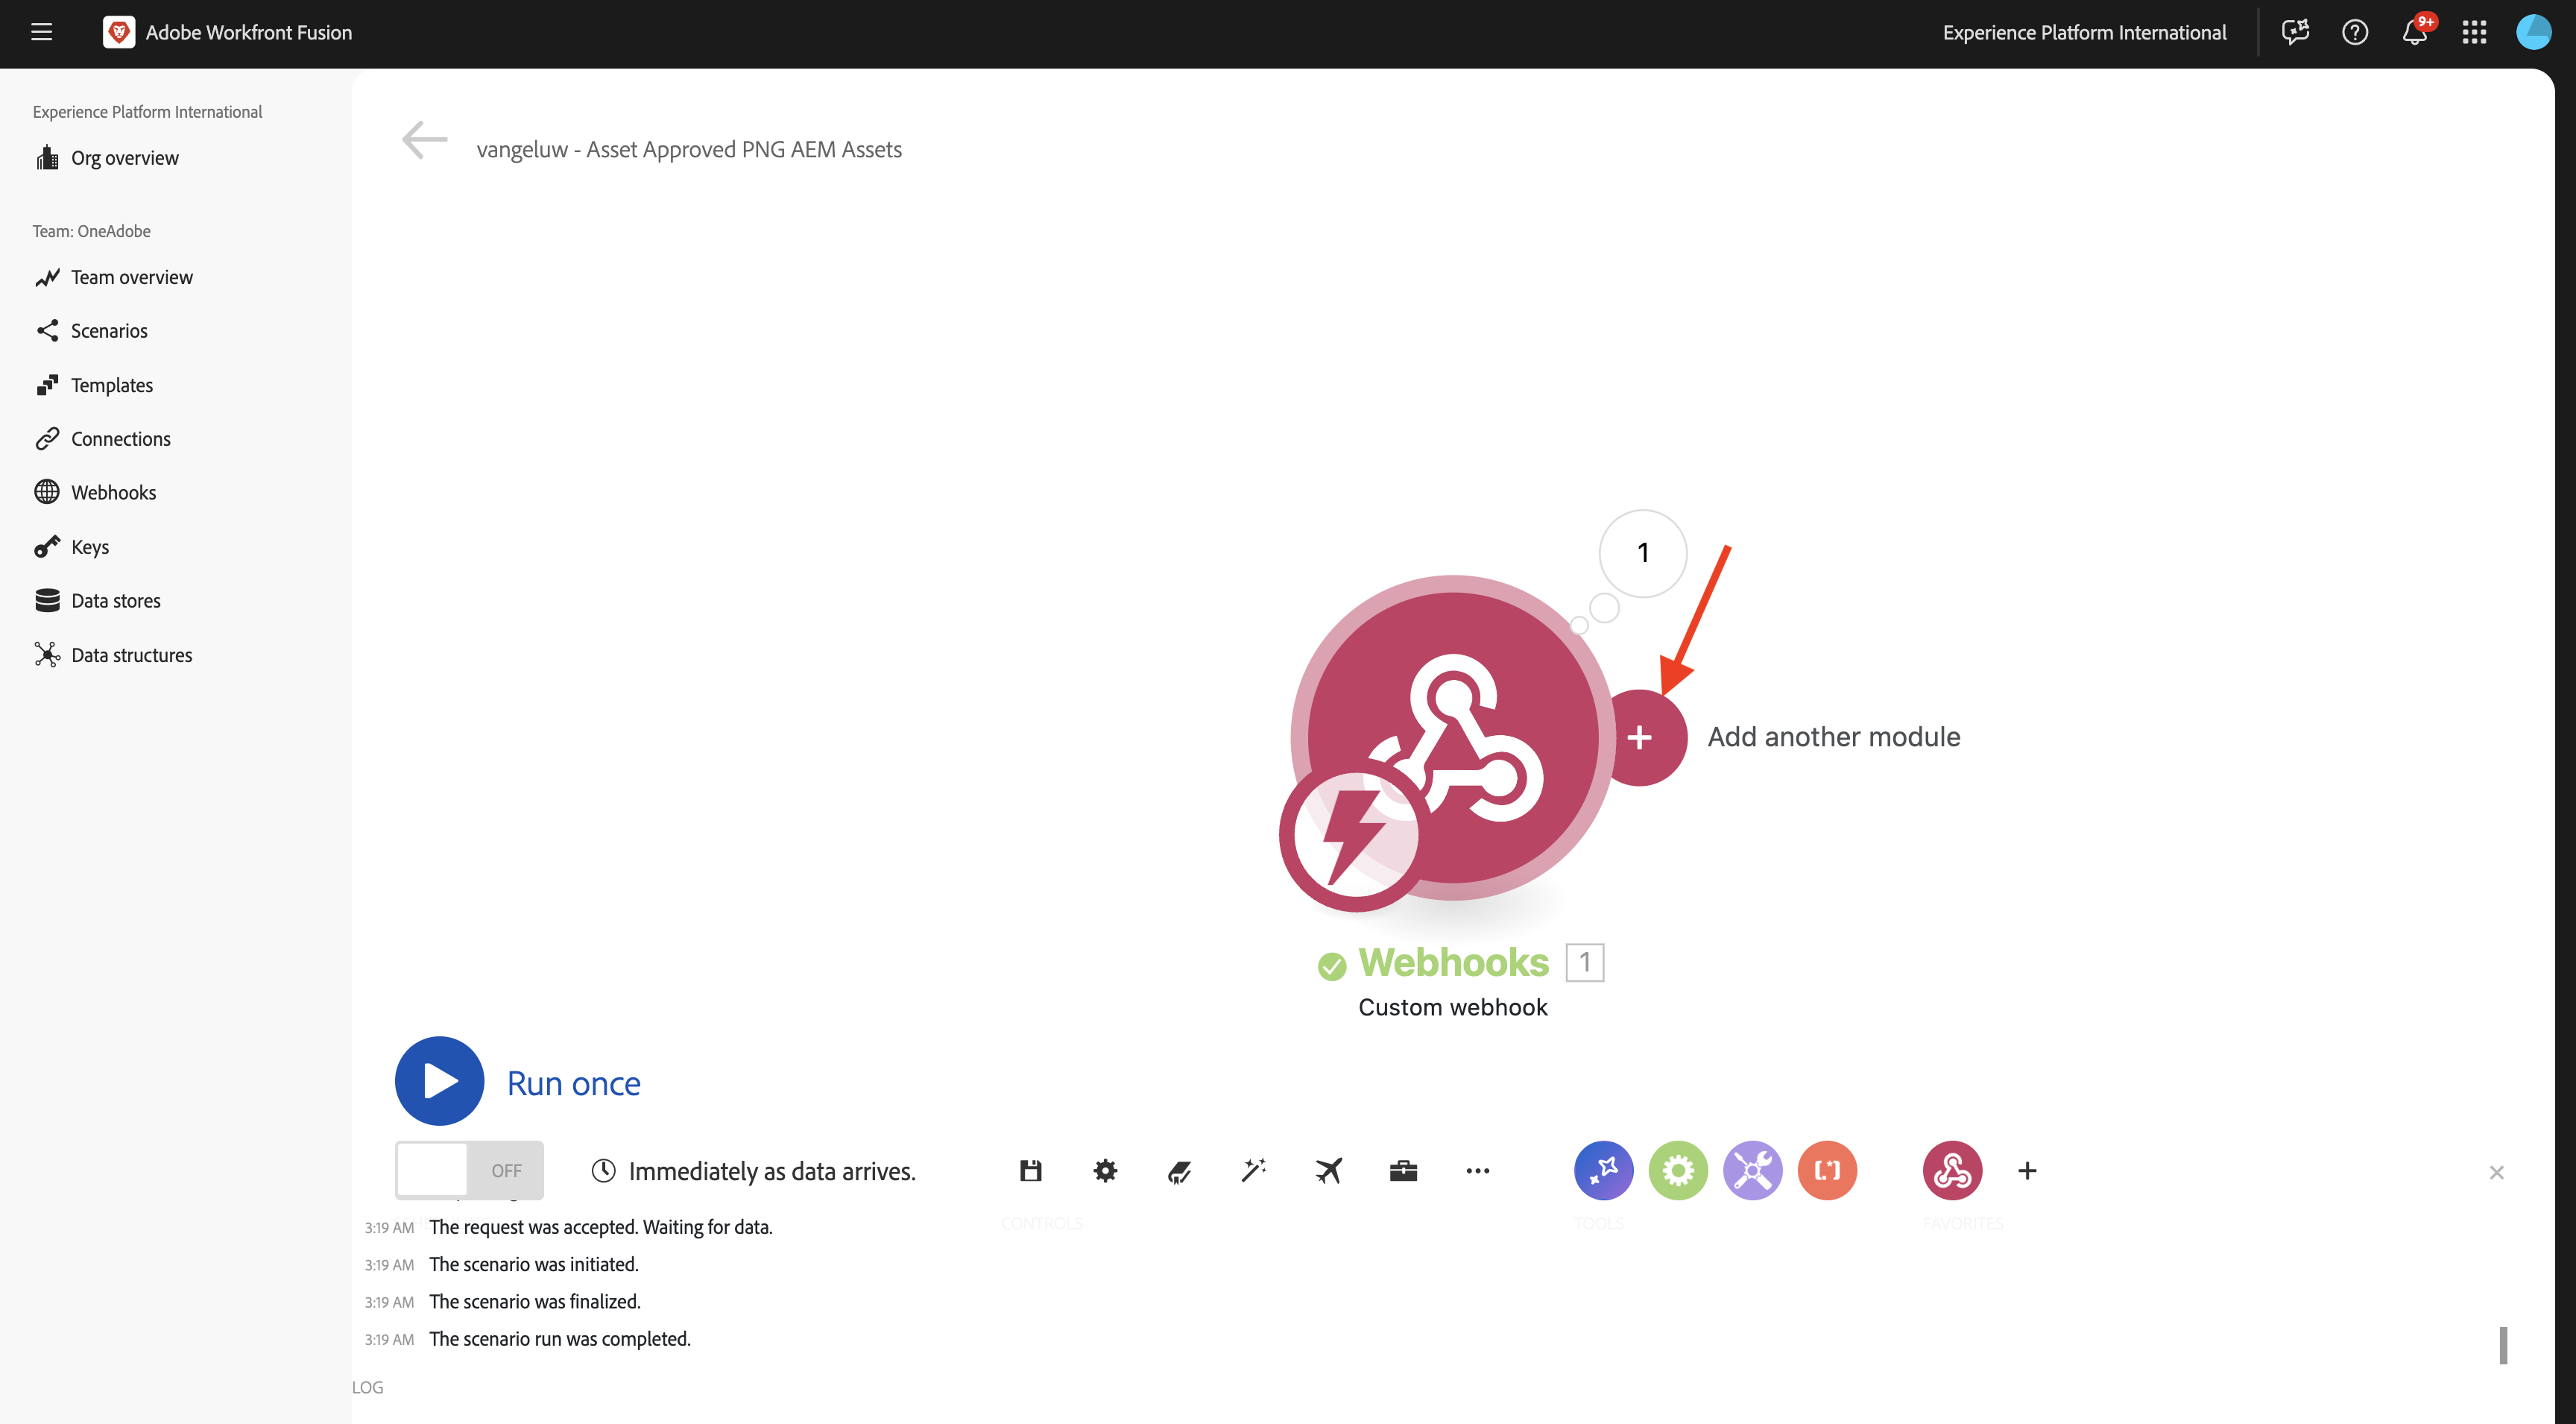 Adobe Workfront Fusion
Experience Platform International
9+
Experience Platform International
Org overview
Team: OneAdobe
Team overview
Scenarios
Templates
Connections
Webhooks
Keys
Data stores
Data structures
vangeluw - Asset Approved PNG AEM Assets
1
Add another module
Webhooks 1
Custom webhook
Run once
OFF
Immediately as data arrives.
CONTROLS
TOOLS
FAVORITES
3:19 AM The request was accepted. Waiting for data.
3:19 AM The scenario was initiated.
3:19 AM The scenario was finalized.
3:19 AM The scenario run was completed.
LOG